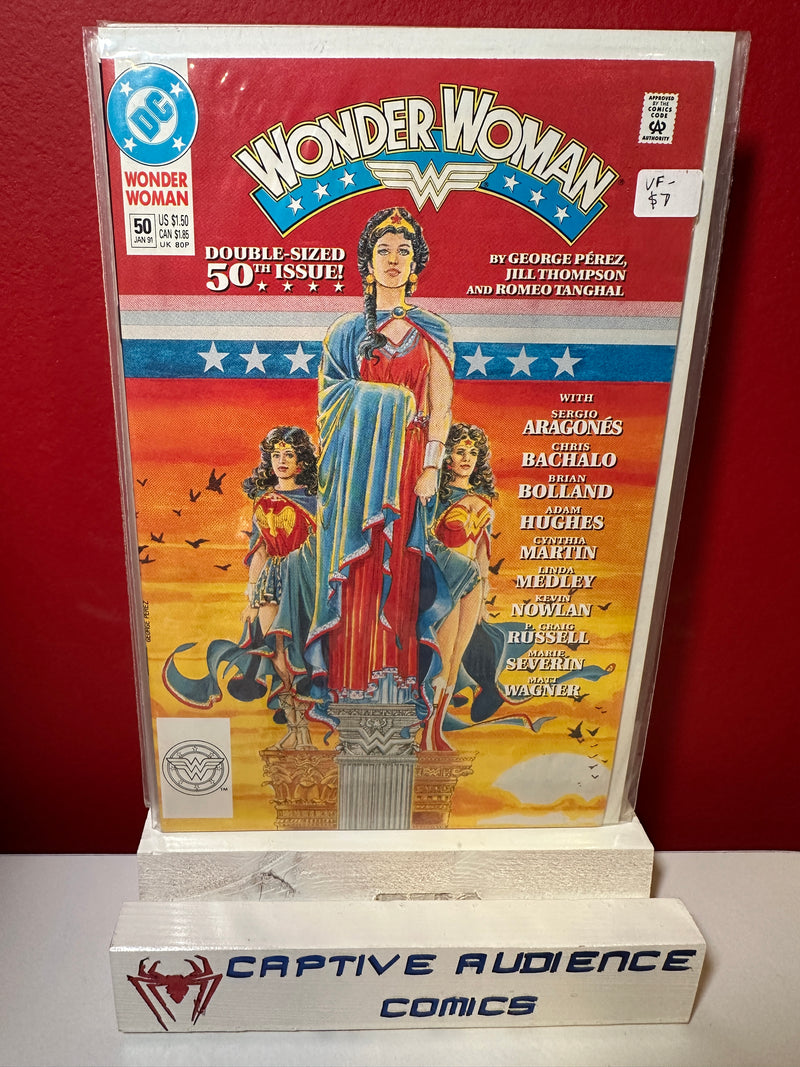 DC
WONDER WOMAN
APPROVED
BY THE
COMICS
CODE
CA
AUTHORITY
WONDER
WOMAN
50
JAN 91
US $1.50
CAN $1.85
UK 80P
VF-
$7
DOUBLE-SIZED
50TH ISSUE!
BY GEORGE PÉREZ,
JILL THOMPSON
AND ROMEO TANGHAL
WITH
SERGIO
ARAGONÉS
CHRIS
BACHALO
BRIAN
BOLLAND
ADAM
HUGHES
CYNTHIA
MARTIN
LINDA
MEDLEY
KEVIN
NOWLAN
P. CRAIG
RUSSELL
MARIE
SEVERIN
MATT
WAGNER
GEORGE PÉREZ
W
TM
CAPTIVE AUDIENCE
COMICS